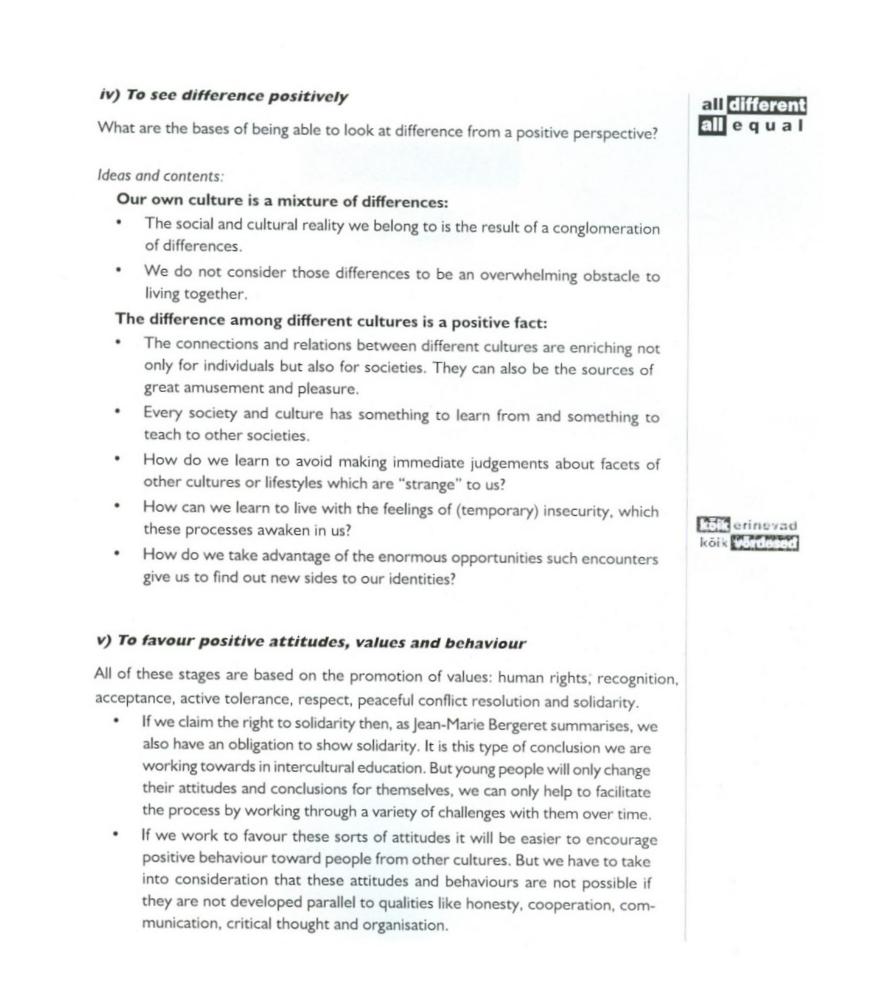 iv) To see difference positively
What are the bases of being able to look at difference from a positive perspective?
Ideas and contents:
Our own culture is a mixture of differences:
• The social and cultural reality we belong to is the result of a conglomeration
of differences.
• We do not consider those differences to be an overwhelming obstacle to
living together.
The difference among different cultures is a positive fact:
• The connections and relations between different cultures are enriching not
only for individuals but also for societies. They can also be the sources of
great amusement and pleasure.
• Every society and culture has something to learn from and something to
teach to other societies.
• How do we learn to avoid making immediate judgements about facets of
other cultures or lifestyles which are “strange” to us?
• How can we learn to live with the feelings of (temporary) insecurity, which
these processes awaken in us?
• How do we take advantage of the enormous opportunities such encounters
give us to find out new sides to our identities?
v) To favour positive attitudes, values and behaviour
All of these stages are based on the promotion of values: human rights, recognition,
acceptance, active tolerance, respect, peaceful conflict resolution and solidarity.
• If we claim the right to solidarity then, as Jean-Marie Bergeret summarises, we
also have an obligation to show solidarity. It is this type of conclusion we are
working towards in intercultural education. But young people will only change
their attitudes and conclusions for themselves, we can only help to facilitate
the process by working through a variety of challenges with them over time.
• If we work to favour these sorts of attitudes it will be easier to encourage
positive behaviour toward people from other cultures. But we have to take
into consideration that these attitudes and behaviours are not possible if
they are not developed parallel to qualities like honesty, cooperation, com-
munication, critical thought and organisation.
all different
all equal
kõik erinevad
kõik võrdsed